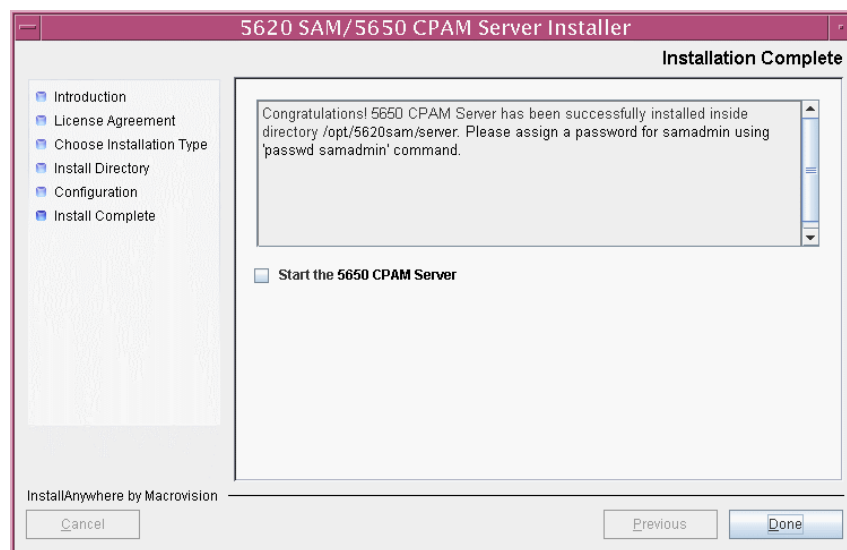 5620 SAM/5650 CPAM Server Installer
Installation Complete
Introduction
License Agreement
Choose Installation Type
Install Directory
Configuration
Install Complete
Congratulations! 5650 CPAM Server has been successfully installed inside
directory /opt/5620sam/server. Please assign a password for samadmin using
'passwd samadmin' command.
Start the 5650 CPAM Server
InstallAnywhere by Macrovision
Cancel
Previous
Done